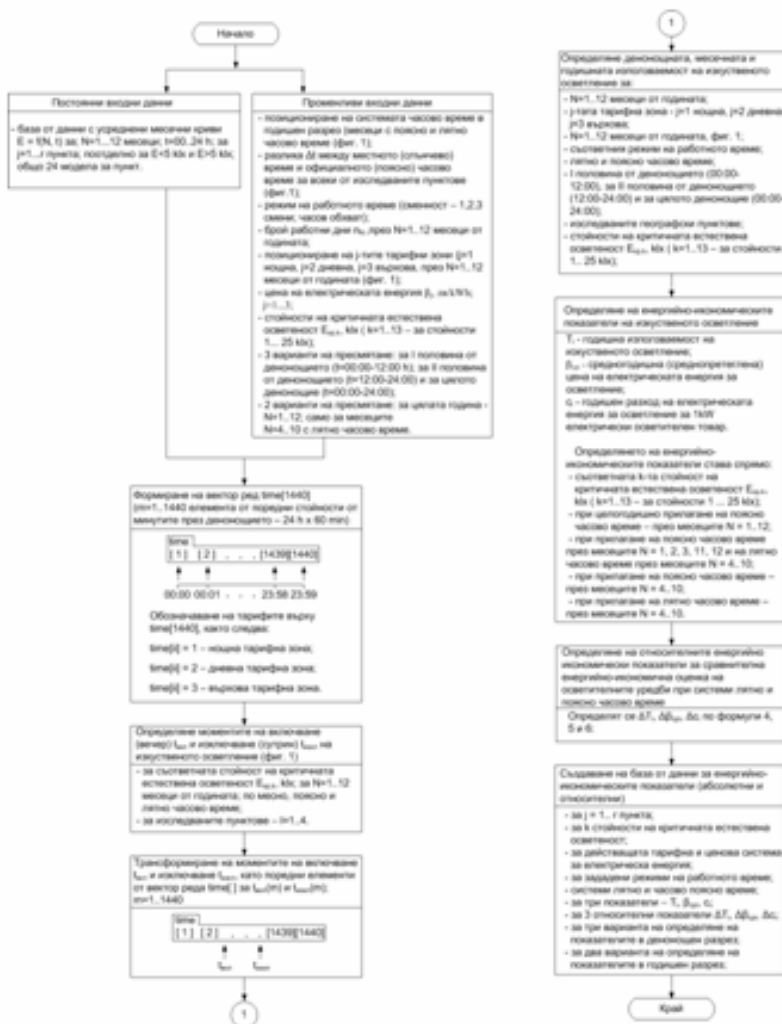 Начало
Постоянни входни данни
- база от данни с усреднени месечни криви
E = f(N, t) за: N=1...12 месеци; t=00..24 h; за
j=1...r пункта; поотделно за E<5 klx и E>5 klx;
общо 24 модела за пункт.
Променливи входни данни
- позициониране на системата часово време в
годишен разрез (месеци с поясно и лятно
часово време (фиг. 1);
- разлика Δt между местното (слънчево)
време и официалното (поясно) часово
време за всеки от изследваните пунктове
(фиг.1);
- режим на работното време (сменност – 1,2,3
смени; часов обхват);
- брой работни дни през N=1..12 месеци от
годината;
- позициониране на j-тите тарифни зони (j=1
нощна, j=2 дневна, j=3 върхова, през N=1..12
месеци от годината (фиг. 1);
- цена на електрическата енергия
j=1...3;
- стойности на критичната естествена
осветеност klx ( k=1..13 – за стойности
1... 25 klx);
- 3 варианти на пресмятане: за I половина от
денонощието (t=00:00-12:00 h); за II половина
от денонощието (t=12:00-24:00) и за цялото
денонощие (t=00:00-24:00);
- 2 варианти на пресмятане: за цялата година -
N=1..12; само за месеците
N=4..10 с лятно часово време.
Формиране на вектор ред time[1440]
(m=1..1440 елемента от поредни стойности от
минутите през денонощието – 24 h x 60 min)
time
[ 1 ] [ 2 ] . . . [1439][1440]
00:00 00:01 . . . 23:58 23:59
Обозначаване на тарифите върху
time[1440], както следва:
time[i] = 1 – нощна тарифна зона;
time[i] = 2 – дневна тарифна зона;
time[i] = 3 – върхова тарифна зона.
Определяне моментите на включване
(вечер) и изключване (сутрин) на
изкуственото осветление (фиг. 1)
- за съответната стойност на критичната
естествена осветеност klx; за N=1..12
месеци от годината; по месно, поясно и
лятно часово време;
- за изследваните пунктове – i=1..4.
Трансформиране на моментите на включване
и изключване като поредни елементи
от вектор реда time[ ] за и
m=1..1440
time
[ 1 ] [ 2 ] . . . [1439][1440]
1
1
Определяне денонощната, месечната и
годишната използваемост на изкуственото
осветление за:
- N=1..12 месеци от годината;
- j-тата тарифна зона - j=1 нощна, j=2 дневна,
j=3 върхова;
- N=1..12 месеци от годината, фиг. 1;
- съответния режим на работното време;
- лятно и поясно часово време;
- I половина от денонощието (00:00-
12:00), за II половина от денонощието
(12:00-24:00) и за цялото денонощие (00:00-
24:00);
- изследваните географски пунктове;
- стойности на критичната естествена
осветеност klx ( k=1..13 – за стойности
1.. 25 klx);
Определяне на енергийно-икономическите
показатели на изкуственото осветление
- годишна използваемост на
изкуственото осветление;
- средногодишна (среднопретеглена)
цена на електрическата енергия за
осветление;
- годишен разход на електрическата
енергия за осветление за 1kW
електрически осветителен товар.
Определянето на енергийно-
икономическите показатели става спрямо:
- съответната k-та стойност на
критичната естествена осветеност
klx ( k=1..13 – за стойности 1 ... 25 klx);
- при целогодишно прилагане на поясно
часово време – през месеците N = 1..12;
- при прилагане на поясно часово време
през месеците N = 1, 2, 3, 11, 12 и на лятно
часово време през месеците N = 4..10;
- при прилагане на поясно часово време –
през месеците N = 4..10;
- при прилагане на лятно часово време –
през месеците N = 4..10.
Определяне на относителните енергийно
икономически показатели за сравнителна
енергийно-икономична оценка на
осветителните уредби при системи лятно и
поясно часово време
Определят се по формули 4,
5 и 6:
Създаване на база от данни за енергийно-
икономическите показатели (абсолютни и
относителни)
- за j = 1.. r пункта;
- за k стойности на критичната естествена
осветеност;
- за действащата тарифна и ценова система
за електрическа енергия;
- за зададени режими на работното време;
- системи лятно и часово поясно време;
- за три показатели –
- за 3 относителни показатели
- за три варианта на определяне на
показателите в денонощен разрез;
- за два варианта на определяне на
показателите в годишен разрез;
Край